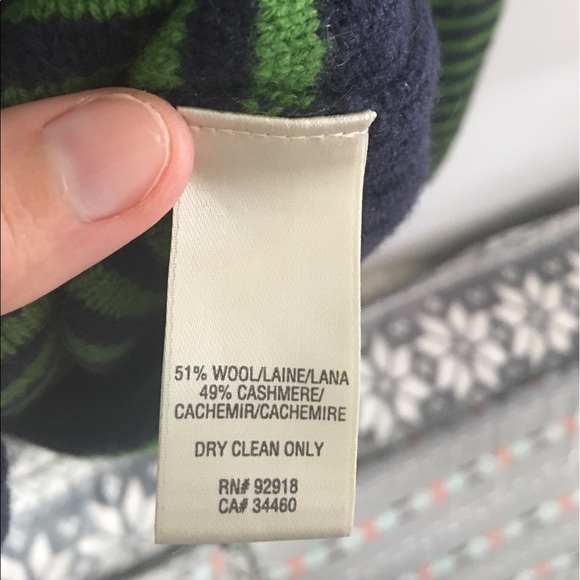 51% WOOL/LAINE/LANA
49% CASHMERE/
CACHEMIR/CACHEMIRE
DRY CLEAN ONLY
RN# 92918
CA# 34460